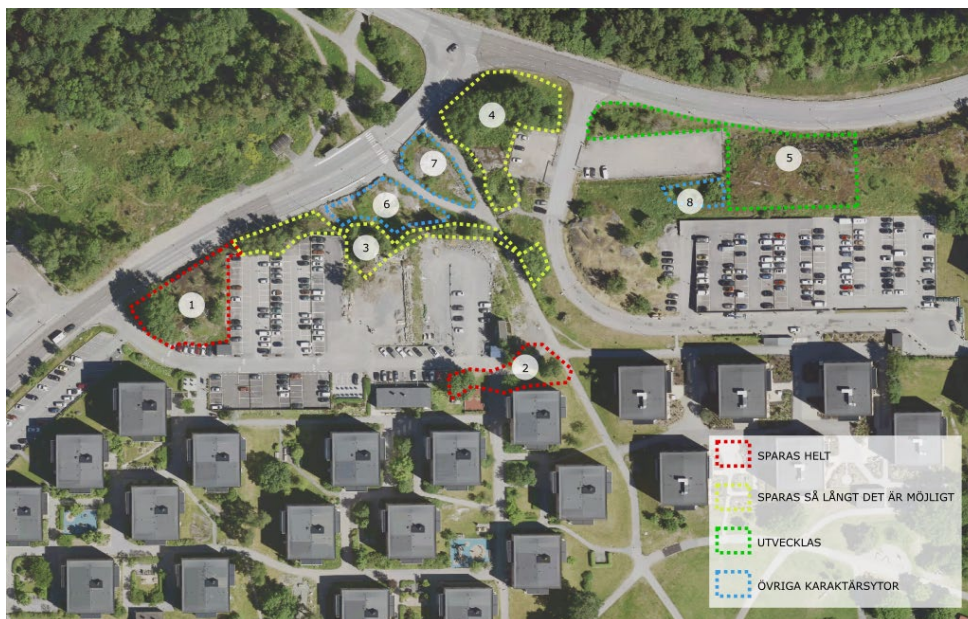 4
7
5
8
6
3
1
2
SPARAS HELT
SPARAS SÅ LÅNGT DET ÄR MÖJLIGT
UTVECKLAS
ÖVRIGA KARAKTÄRSYTOR